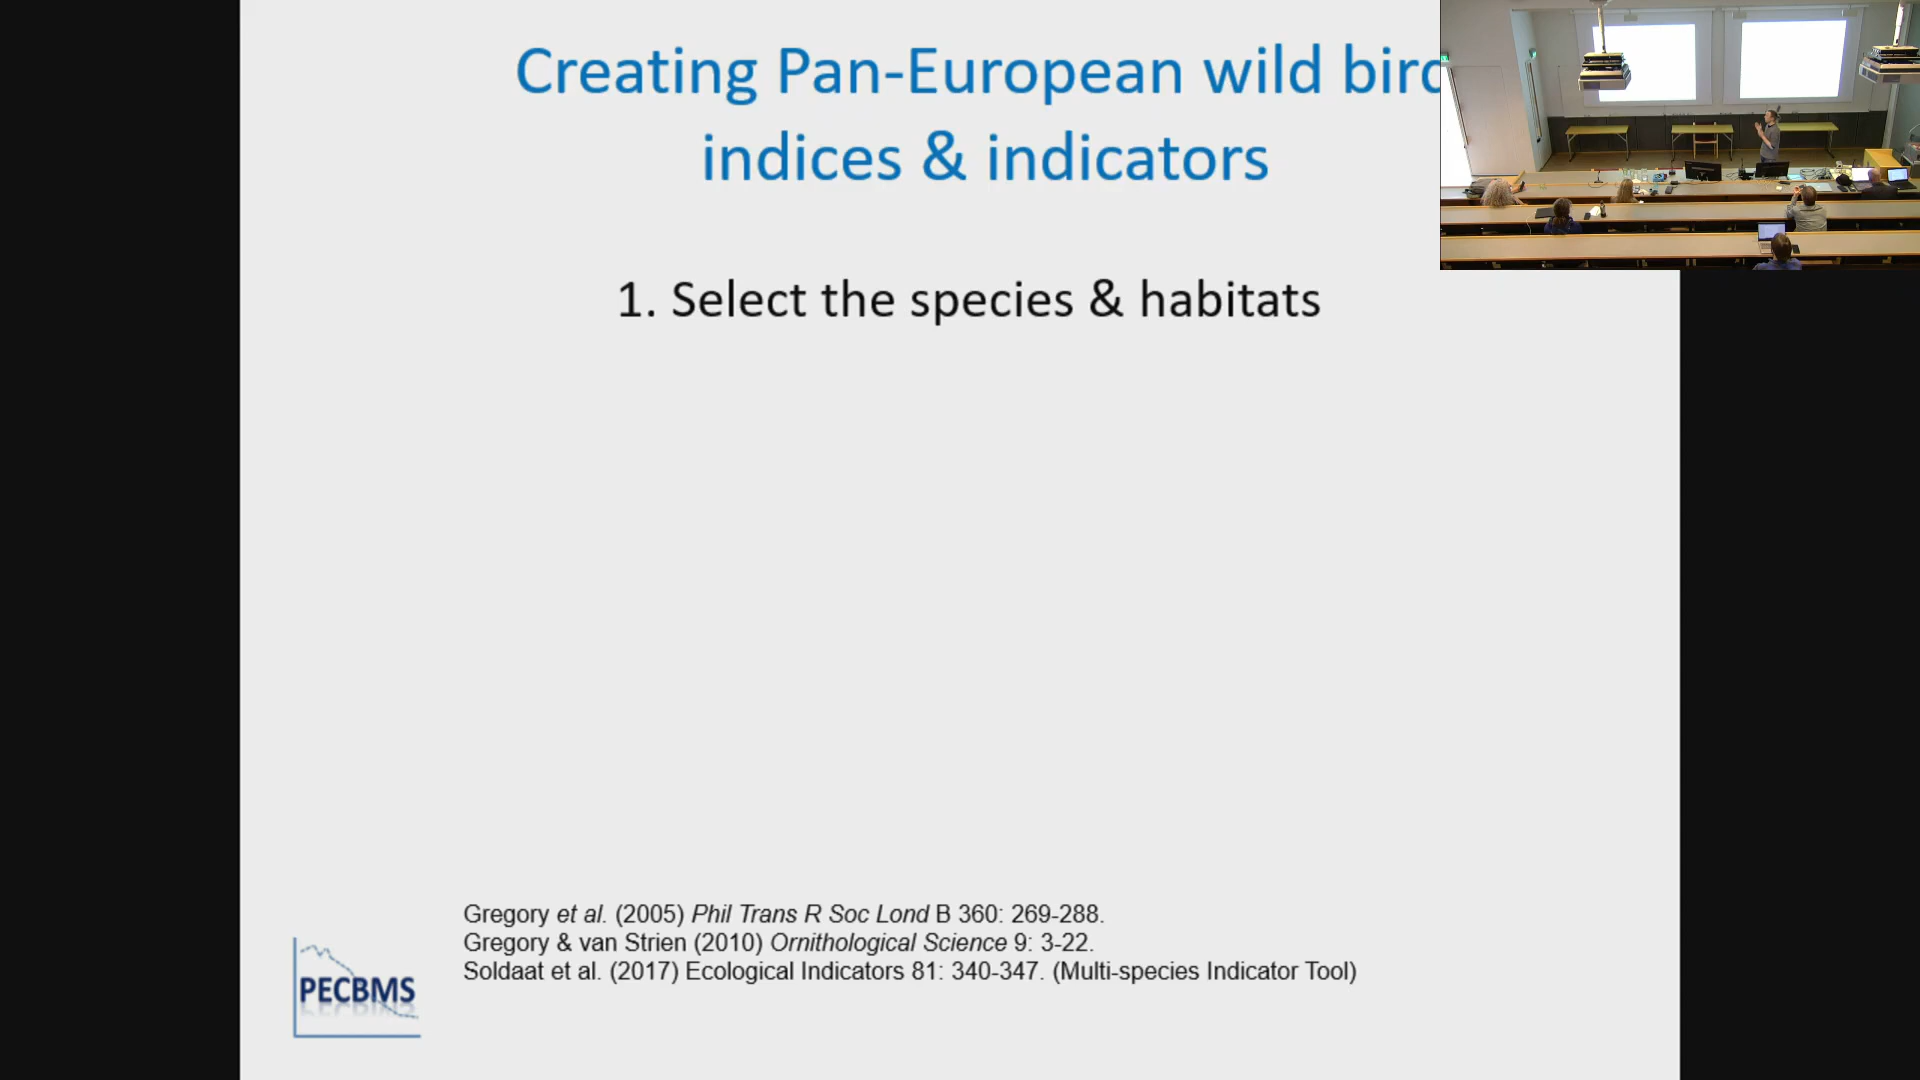 Creating Pan-European wild bird
indices & indicators
1. Select the species & habitats
Gregory et al. (2005) Phil Trans R Soc Lond B 360: 269-288.
Gregory & van Strien (2010) Ornithological Science 9: 3-22.
Soldaat et al. (2017) Ecological Indicators 81: 340-347. (Multi-species Indicator Tool)
PECBMS